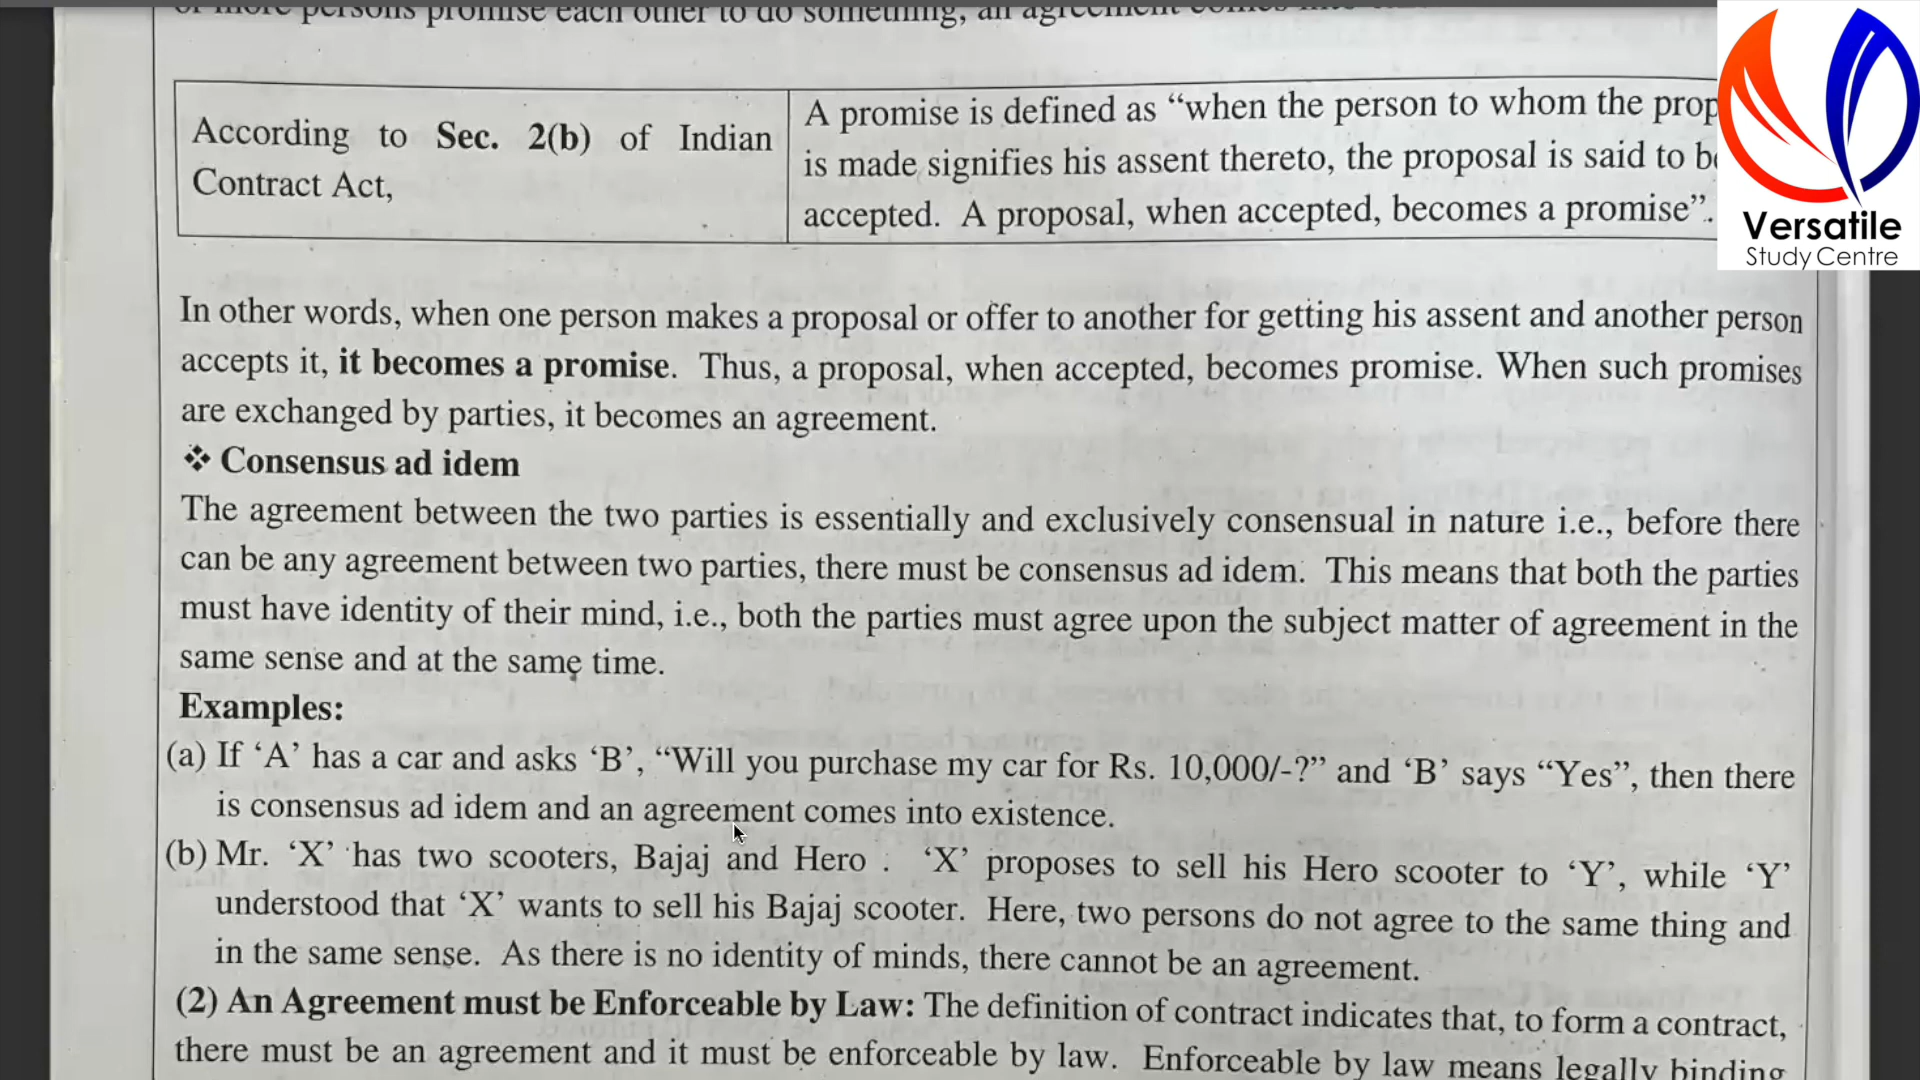 or more persons promise each other to do something, an agreement comes
According to Sec. 2(b) of Indian
Contract Act,
A promise is defined as “when the person to whom the prop
is made signifies his assent thereto, the proposal is said to be
accepted. A proposal, when accepted, becomes a promise”.
Versatile
Study Centre
In other words, when one person makes a proposal or offer to another for getting his assent and another person
accepts it, it becomes a promise. Thus, a proposal, when accepted, becomes promise. When such promises
are exchanged by parties, it becomes an agreement.
❖ Consensus ad idem
The agreement between the two parties is essentially and exclusively consensual in nature i.e., before there
can be any agreement between two parties, there must be consensus ad idem. This means that both the parties
must have identity of their mind, i.e., both the parties must agree upon the subject matter of agreement in the
same sense and at the same time.
Examples:
(a) If ‘A’ has a car and asks ‘B’, “Will you purchase my car for Rs. 10,000/-?” and ‘B’ says “Yes”, then there
is consensus ad idem and an agreement comes into existence.
(b) Mr. ‘X’ has two scooters, Bajaj and Hero . ‘X’ proposes to sell his Hero scooter to ‘Y’, while ‘Y’
understood that ‘X’ wants to sell his Bajaj scooter. Here, two persons do not agree to the same thing and
in the same sense. As there is no identity of minds, there cannot be an agreement.
(2) An Agreement must be Enforceable by Law: The definition of contract indicates that, to form a contract,
there must be an agreement and it must be enforceable by law. Enforceable by law means legally binding